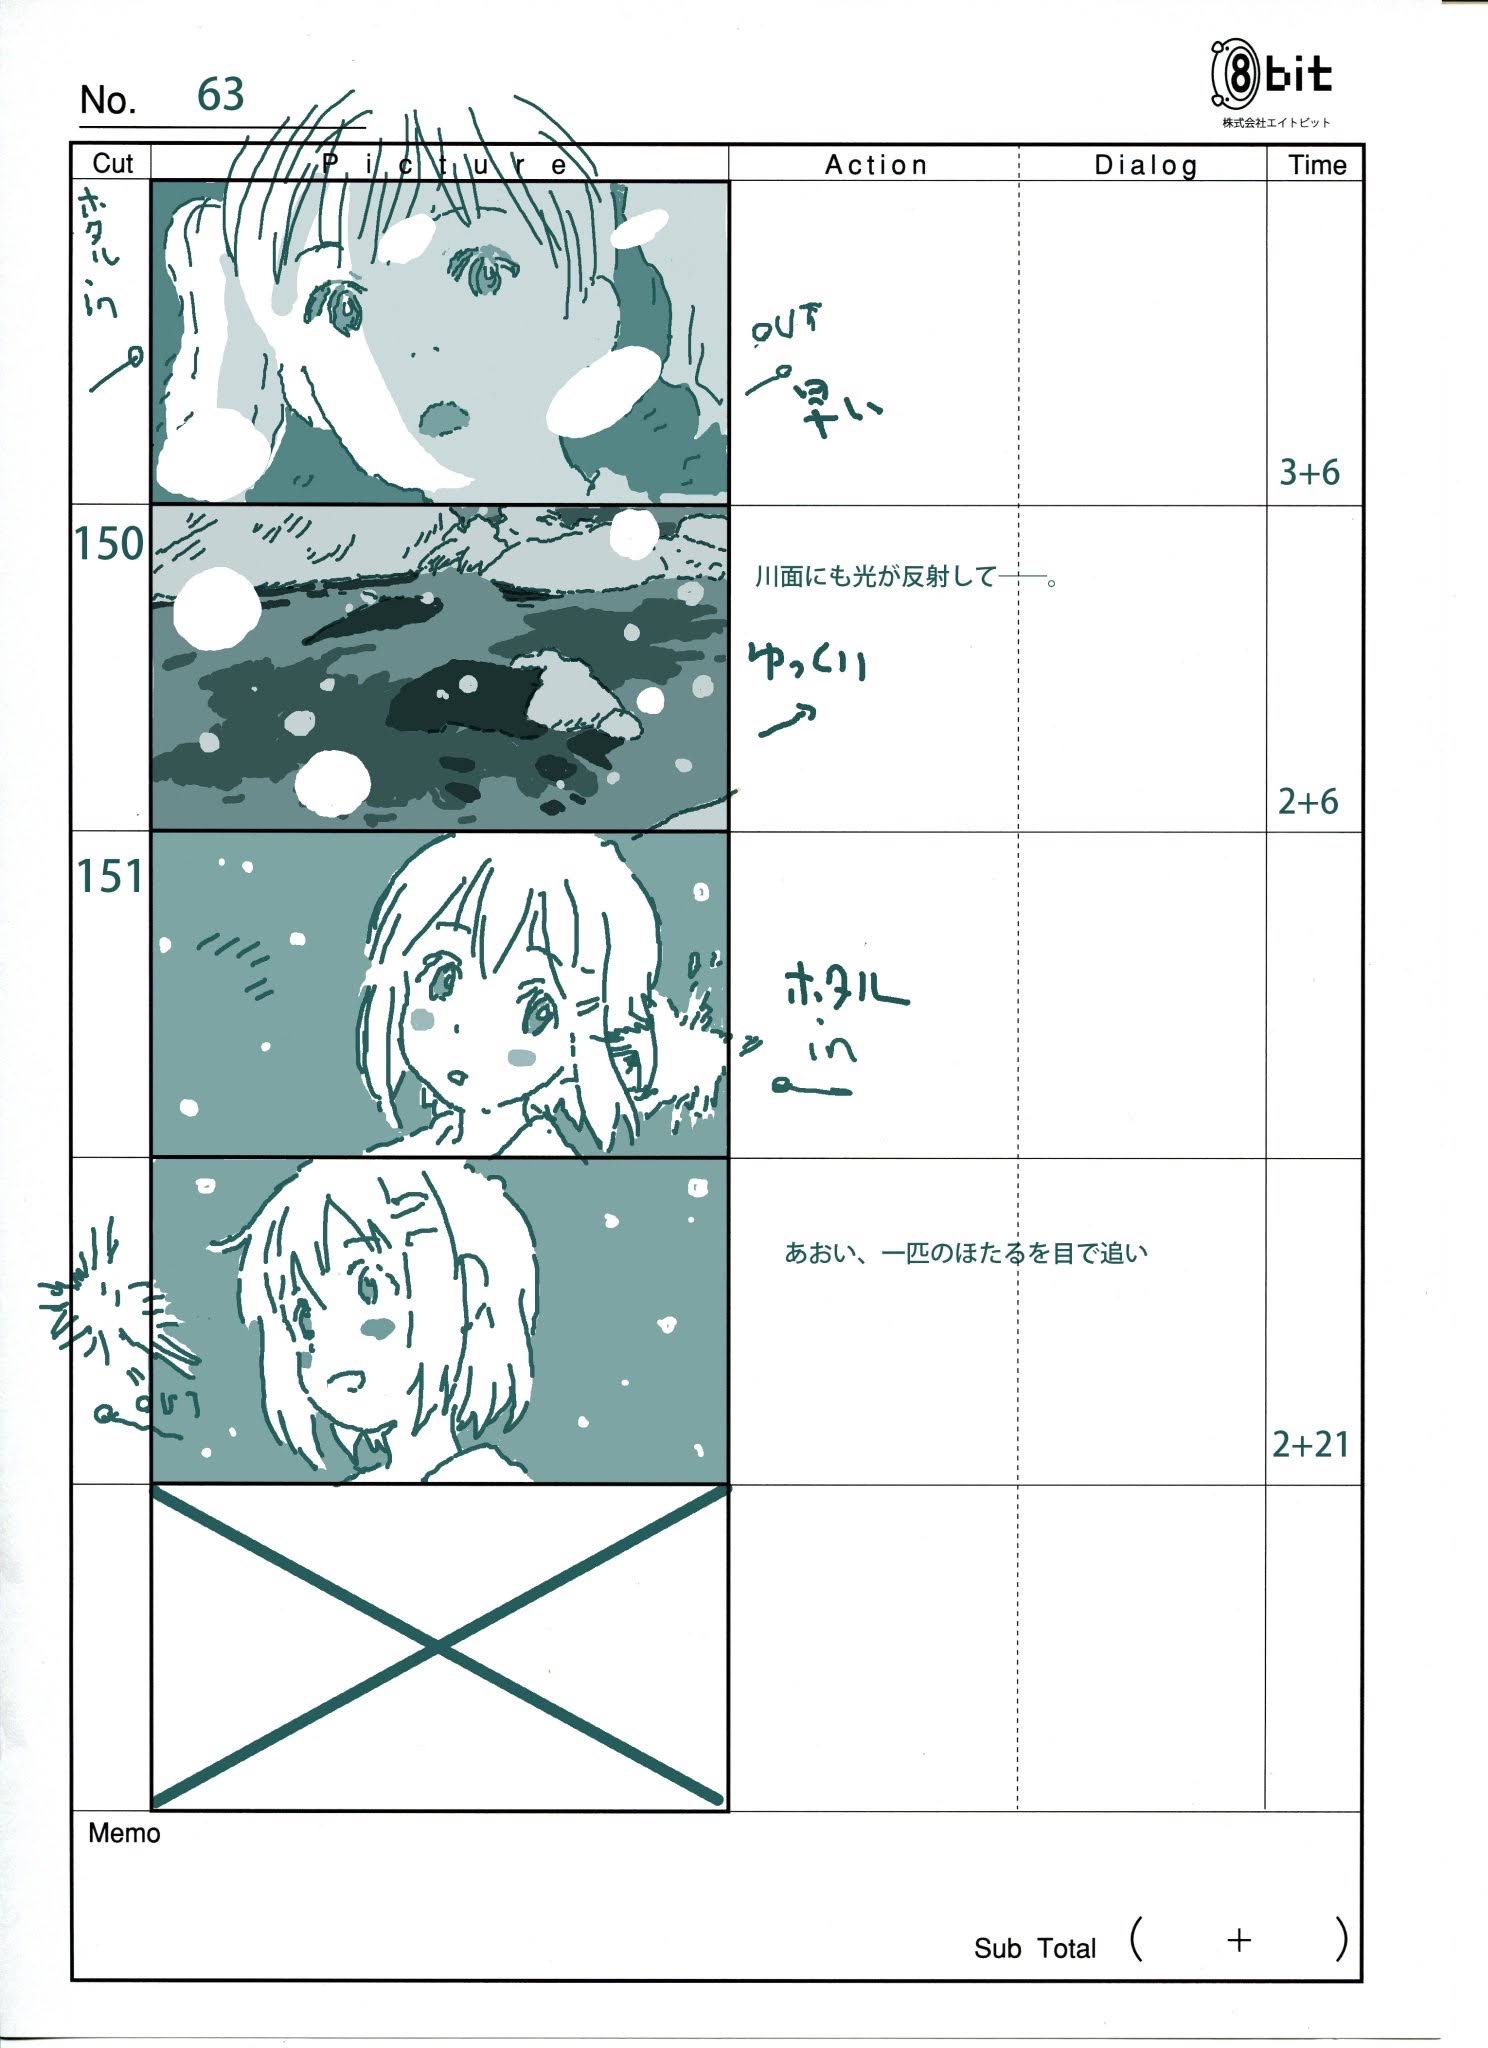 No. 63
8bit
株式会社エイトビット
Cut Picture Action Dialog Time
ホタル
in
OUT
早い
3+6
150
川面にも光が反射して──。
ゆっくり
2+6
151
ホタル
in
あおい、一匹のほたるを目で追い
OUT
2+21
Memo
Sub Total ( + )